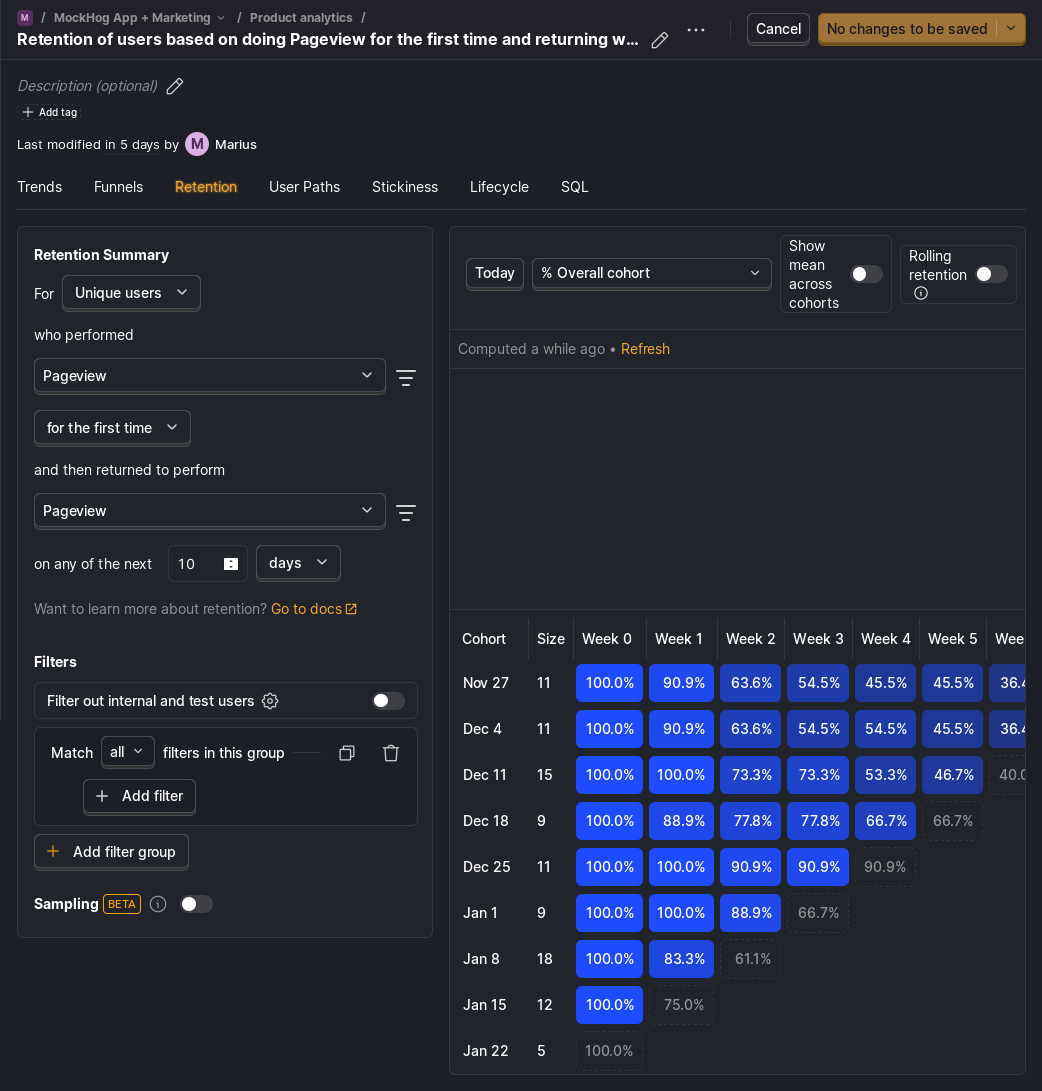 M / MockHog App + Marketing / Product analytics /
Retention of users based on doing Pageview for the first time and returning w...
Cancel
No changes to be saved
Description (optional)
Add tag
Last modified in 5 days by M Marius
Trends Funnels Retention User Paths Stickiness Lifecycle SQL
Retention Summary
For Unique users
who performed
Pageview
for the first time
and then returned to perform
Pageview
on any of the next 10 days
Want to learn more about retention? Go to docs
Filters
Filter out internal and test users
Match all filters in this group
Add filter
Add filter group
Sampling BETA
Today
% Overall cohort
Show
mean
across
cohorts
Rolling
retention
Computed a while ago • Refresh
Cohort Size Week 0 Week 1 Week 2 Week 3 Week 4 Week 5 Wee
Nov 27 11 100.0% 90.9% 63.6% 54.5% 45.5% 45.5% 36.4
Dec 4 11 100.0% 90.9% 63.6% 54.5% 54.5% 45.5% 36.4
Dec 11 15 100.0% 100.0% 73.3% 73.3% 53.3% 46.7% 40.0
Dec 18 9 100.0% 88.9% 77.8% 77.8% 66.7% 66.7%
Dec 25 11 100.0% 100.0% 90.9% 90.9% 90.9%
Jan 1 9 100.0% 100.0% 88.9% 66.7%
Jan 8 18 100.0% 83.3% 61.1%
Jan 15 12 100.0% 75.0%
Jan 22 5 100.0%